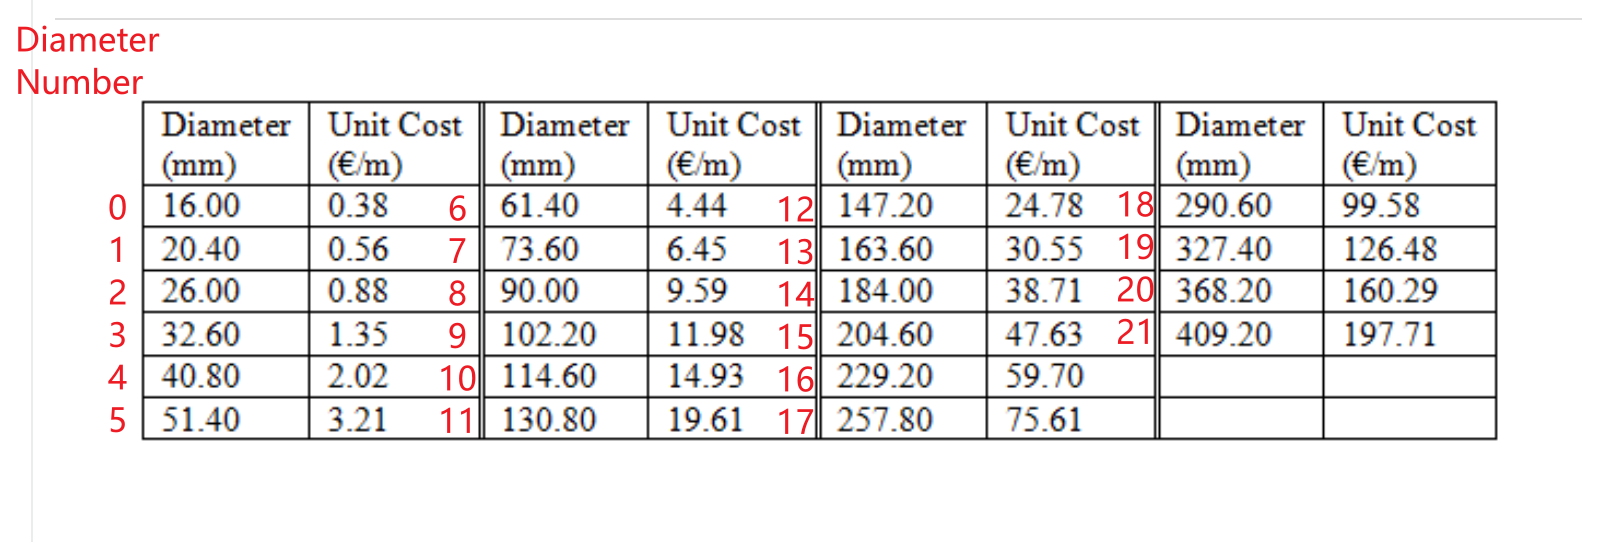 Diameter
Number
Diameter (mm) Unit Cost (€/m) Diameter (mm) Unit Cost (€/m) Diameter (mm) Unit Cost (€/m) Diameter (mm) Unit Cost (€/m)
0 16.00 0.38 6 61.40 4.44 12 147.20 24.78 18 290.60 99.58
1 20.40 0.56 7 73.60 6.45 13 163.60 30.55 19 327.40 126.48
2 26.00 0.88 8 90.00 9.59 14 184.00 38.71 20 368.20 160.29
3 32.60 1.35 9 102.20 11.98 15 204.60 47.63 21 409.20 197.71
4 40.80 2.02 10 114.60 14.93 16 229.20 59.70
5 51.40 3.21 11 130.80 19.61 17 257.80 75.61